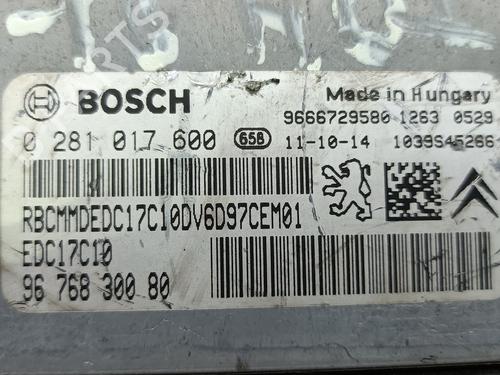 BOSCH
Made in Hungary
9666729580 1263 0529
0 281 017 600 658 11-10-14 1039S45266
RBCMMDEDC17C10DV6D97CEM01
EDC17C10
96 768 300 80